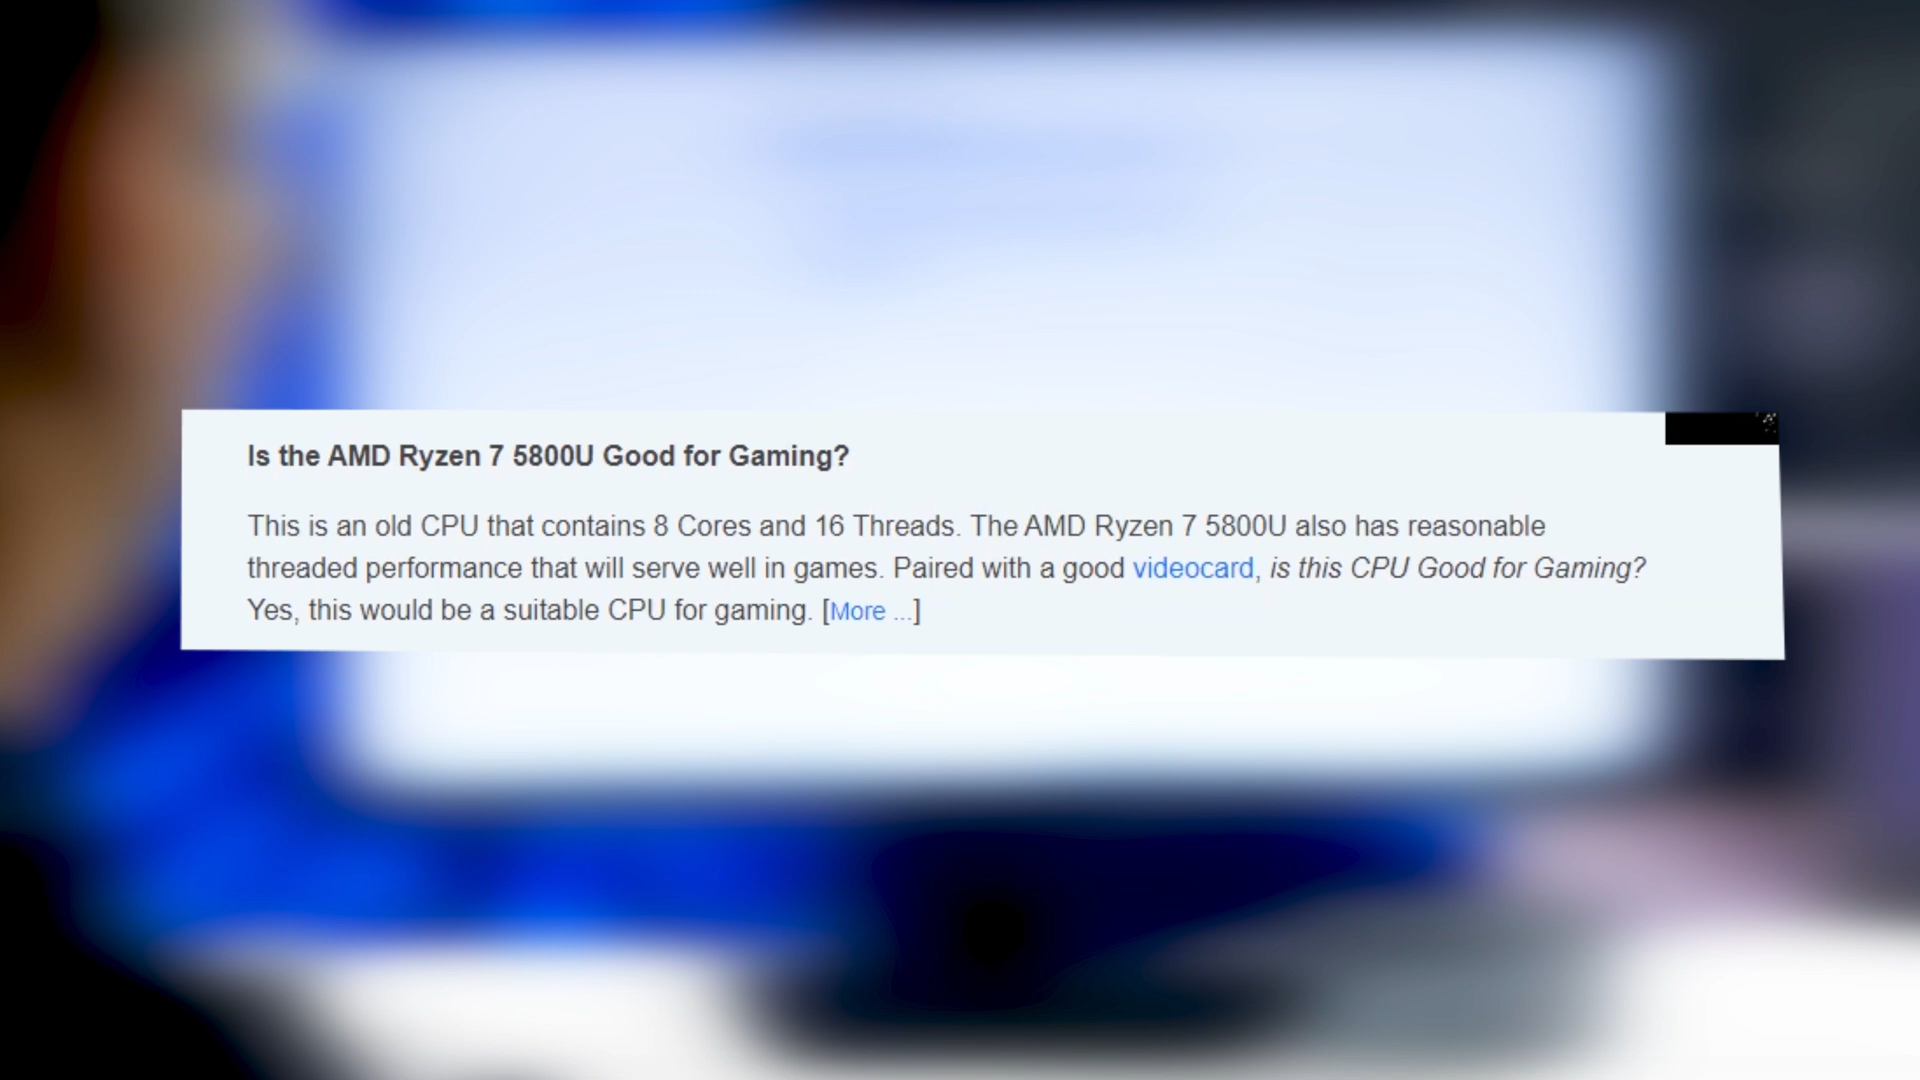 Is the AMD Ryzen 7 5800U Good for Gaming?
This is an old CPU that contains 8 Cores and 16 Threads. The AMD Ryzen 7 5800U also has reasonable
threaded performance that will serve well in games. Paired with a good videocard, is this CPU Good for Gaming?
Yes, this would be a suitable CPU for gaming. [More ...]